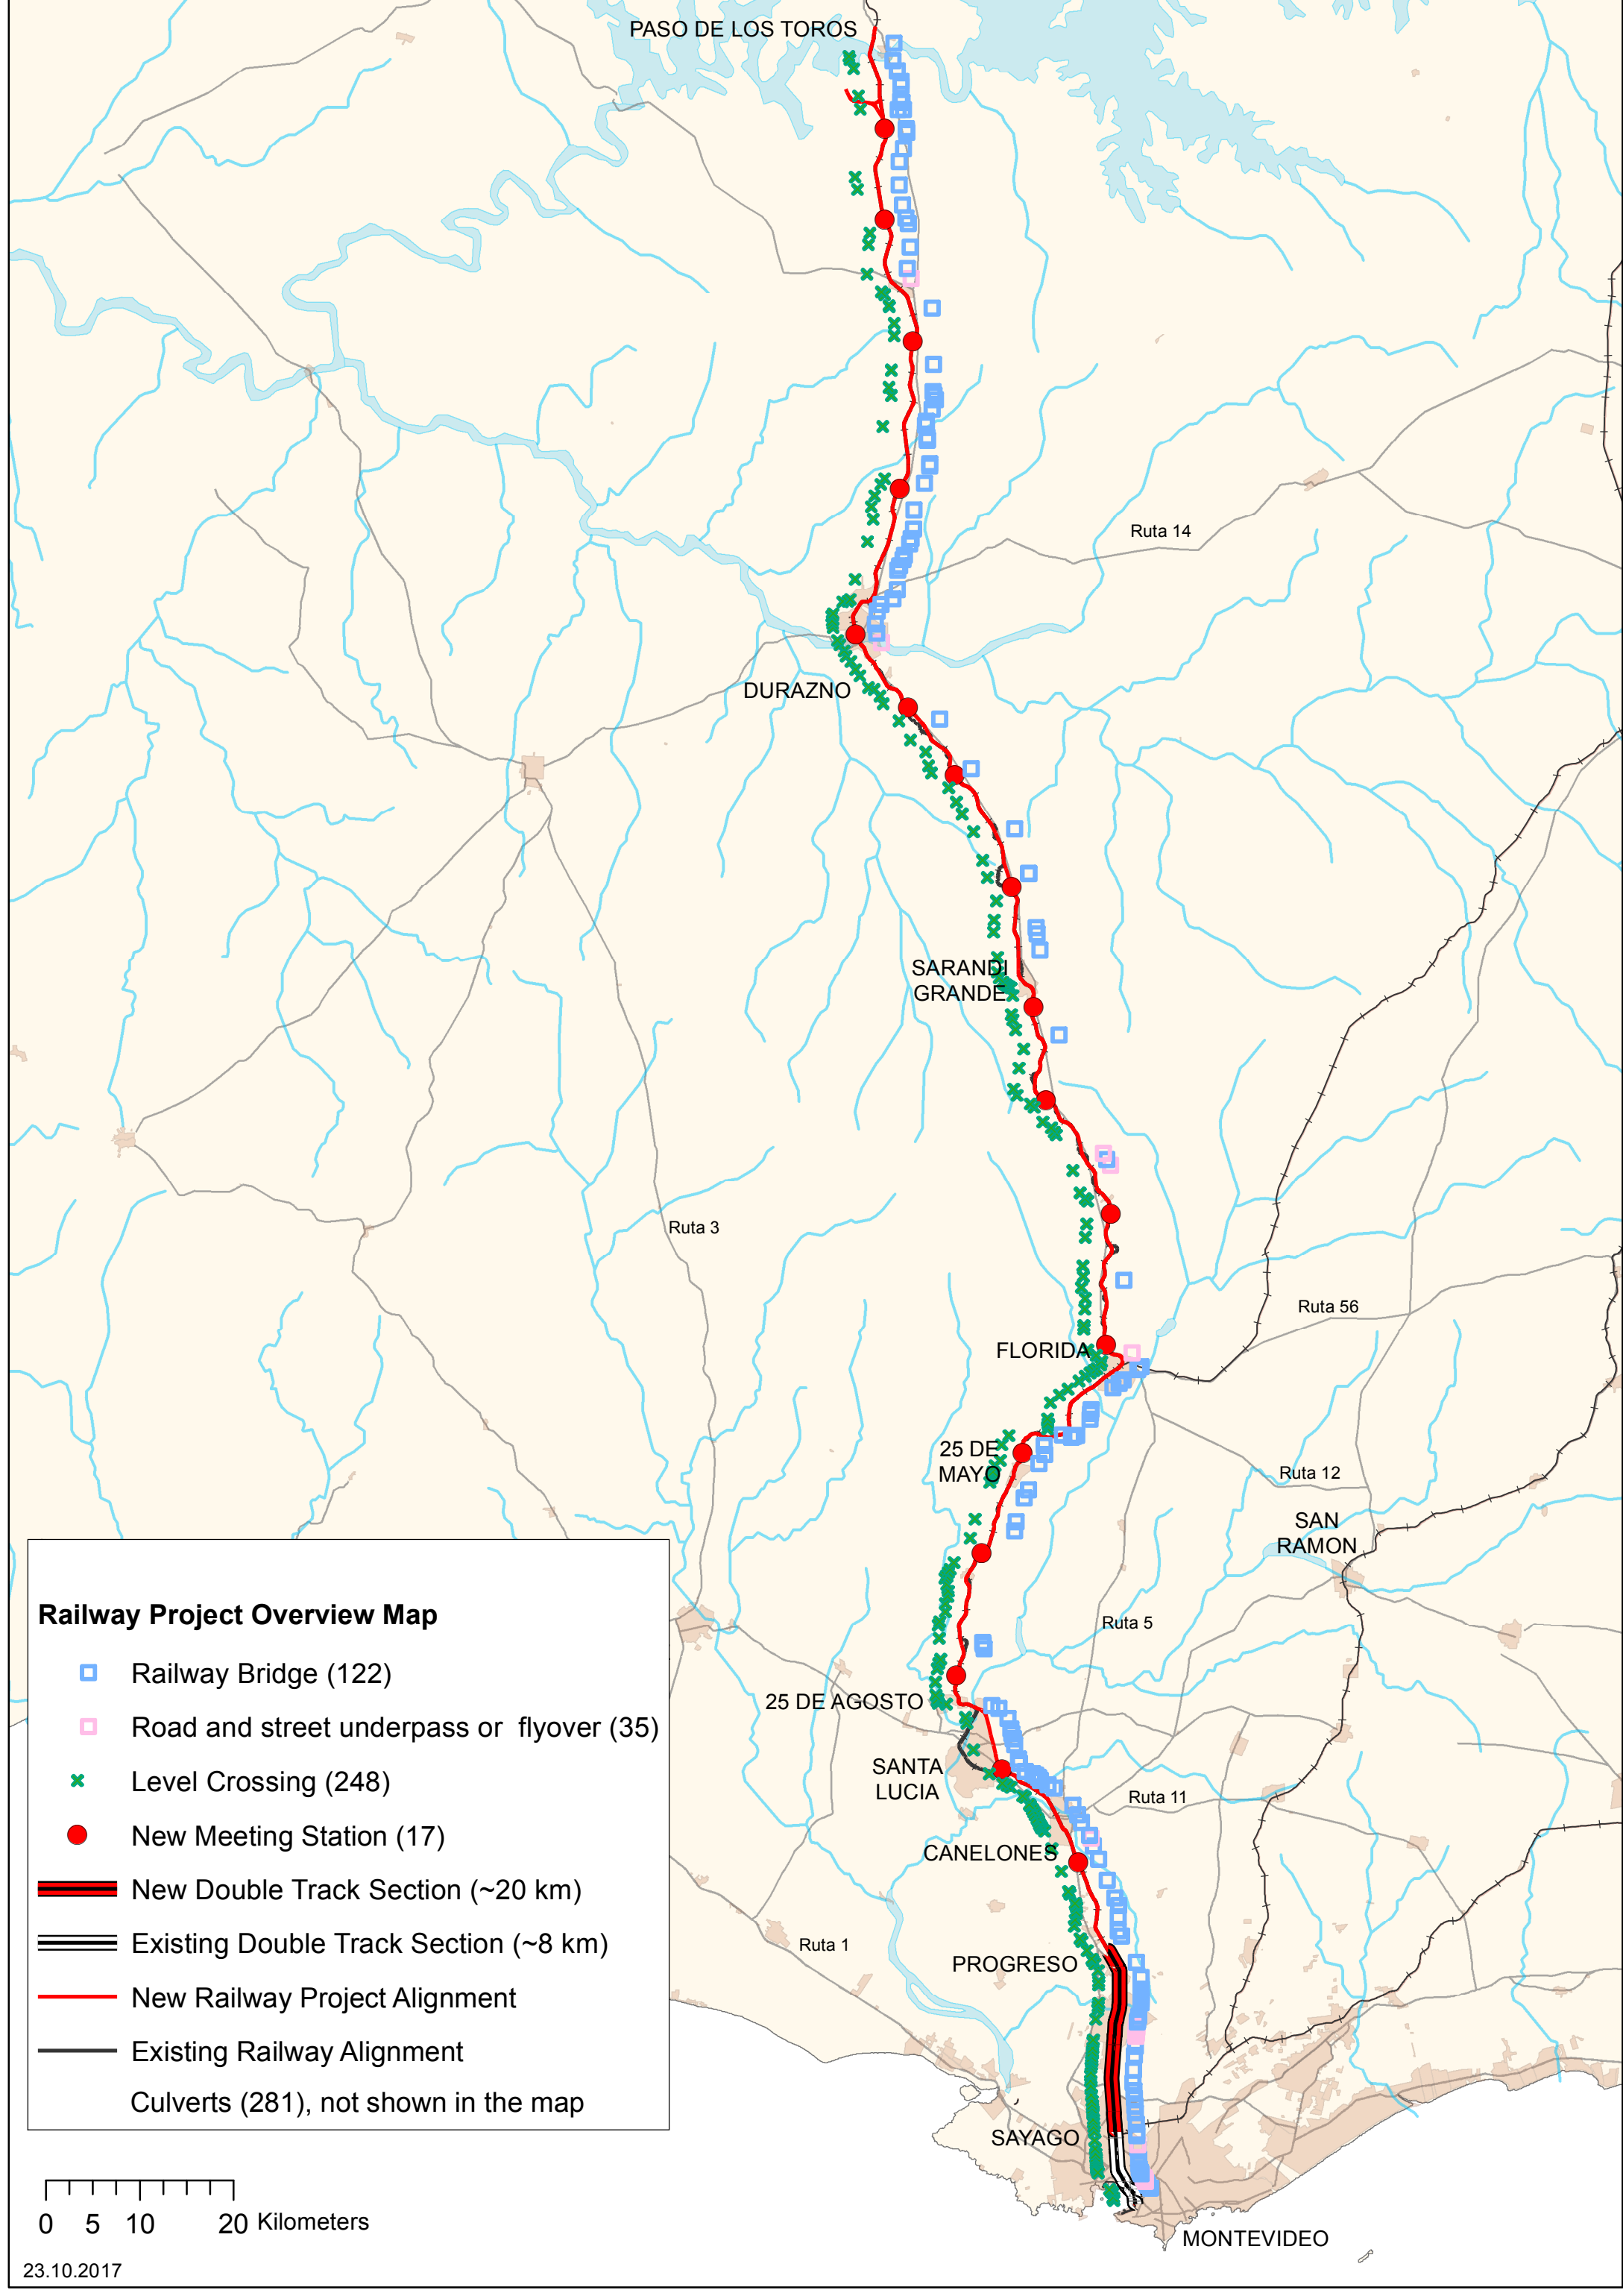 PASO DE LOS TOROS
Ruta 14
DURAZNO
SARANDI
GRANDE
Ruta 3
Ruta 56
FLORIDA
25 DE
MAYO
Ruta 12
SAN
RAMON
Ruta 5
25 DE AGOSTO
SANTA
LUCIA
Ruta 11
CANELONES
Ruta 1
PROGRESO
SAYAGO
MONTEVIDEO
Railway Project Overview Map
Railway Bridge (122)
Road and street underpass or flyover (35)
Level Crossing (248)
New Meeting Station (17)
New Double Track Section (~20 km)
Existing Double Track Section (~8 km)
New Railway Project Alignment
Existing Railway Alignment
Culverts (281), not shown in the map
0 5 10 20 Kilometers
23.10.2017